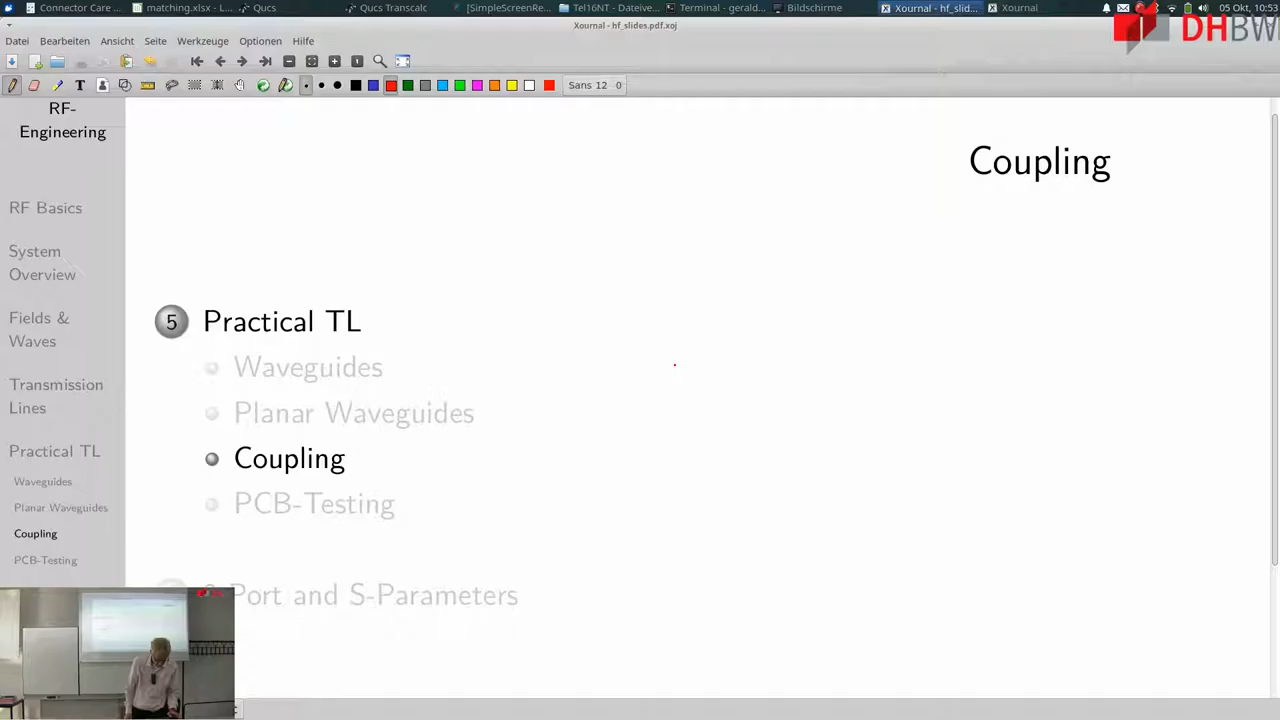 Connector Care ...
matching.xlsx - L...
Qucs
Qucs Transcalc
[SimpleScreenRe...
Tel16NT - Dateive...
Terminal - gerald...
Bildschirme
Xournal - hf_slid...
Xournal
05 Okt, 10:53
Xournal - hf_slides.pdf.xoj
DHBW
Datei Bearbeiten Ansicht Seite Werkzeuge Optionen Hilfe
Sans 12
RF-
Engineering
RF Basics
System
Overview
Fields &
Waves
Transmission
Lines
Practical TL
Waveguides
Planar Waveguides
Coupling
PCB-Testing
Coupling
5 Practical TL
Waveguides
Planar Waveguides
Coupling
PCB-Testing
Port and S-Parameters